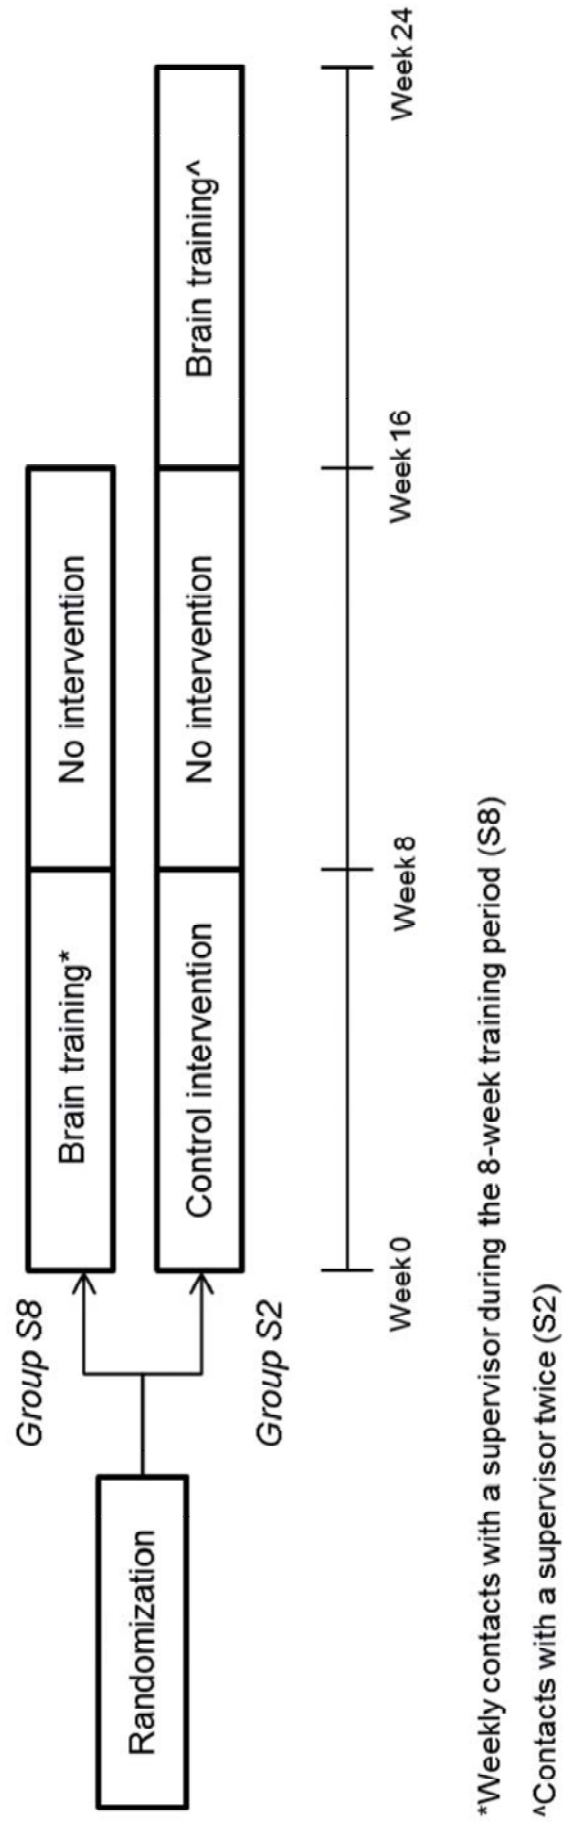 Randomization
Group S8
Group S2
Brain training*
No intervention
Control intervention
No intervention
Brain training^
Week 0
Week 8
Week 16
Week 24
*Weekly contacts with a supervisor during the 8-week training period (S8)
^Contacts with a supervisor twice (S2)